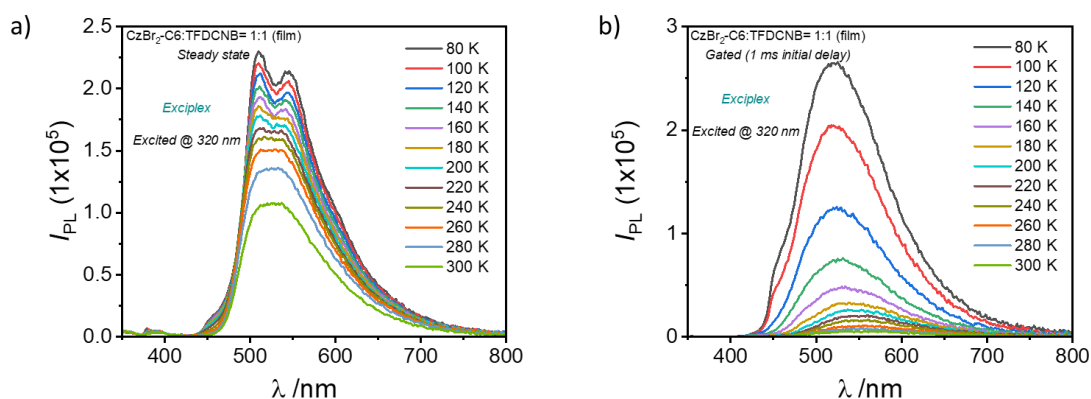 a)
CzBr₂-C6:TFDCNB= 1:1 (film)
Steady state
Exciplex
Excited @ 320 nm
80 K
100 K
120 K
140 K
160 K
180 K
200 K
220 K
240 K
260 K
280 K
300 K
2.5
2.0
1.5
1.0
0.5
0.0
I_PL (1x10⁵)
400
500
600
700
800
λ /nm
b)
CzBr₂-C6:TFDCNB= 1:1 (film)
Gated (1 ms initial delay)
Exciplex
Excited @ 320 nm
80 K
100 K
120 K
140 K
160 K
180 K
200 K
220 K
240 K
260 K
280 K
300 K
3
2
1
0
I_PL (1x10⁵)
400
500
600
700
800
λ /nm